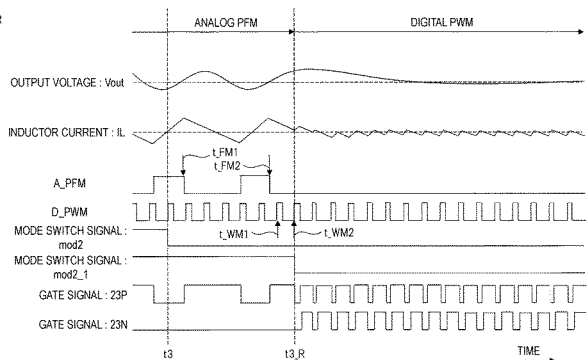 R
ANALOG PFM
DIGITAL PWM
OUTPUT VOLTAGE : Vout
INDUCTOR CURRENT : IL
t_FM1
t_FM2
A_PFM
D_PWM
t_WM1
t_WM2
MODE SWITCH SIGNAL :
mod2
MODE SWITCH SIGNAL :
mod2_1
GATE SIGNAL : 23P
GATE SIGNAL : 23N
t3
t3_R
TIME